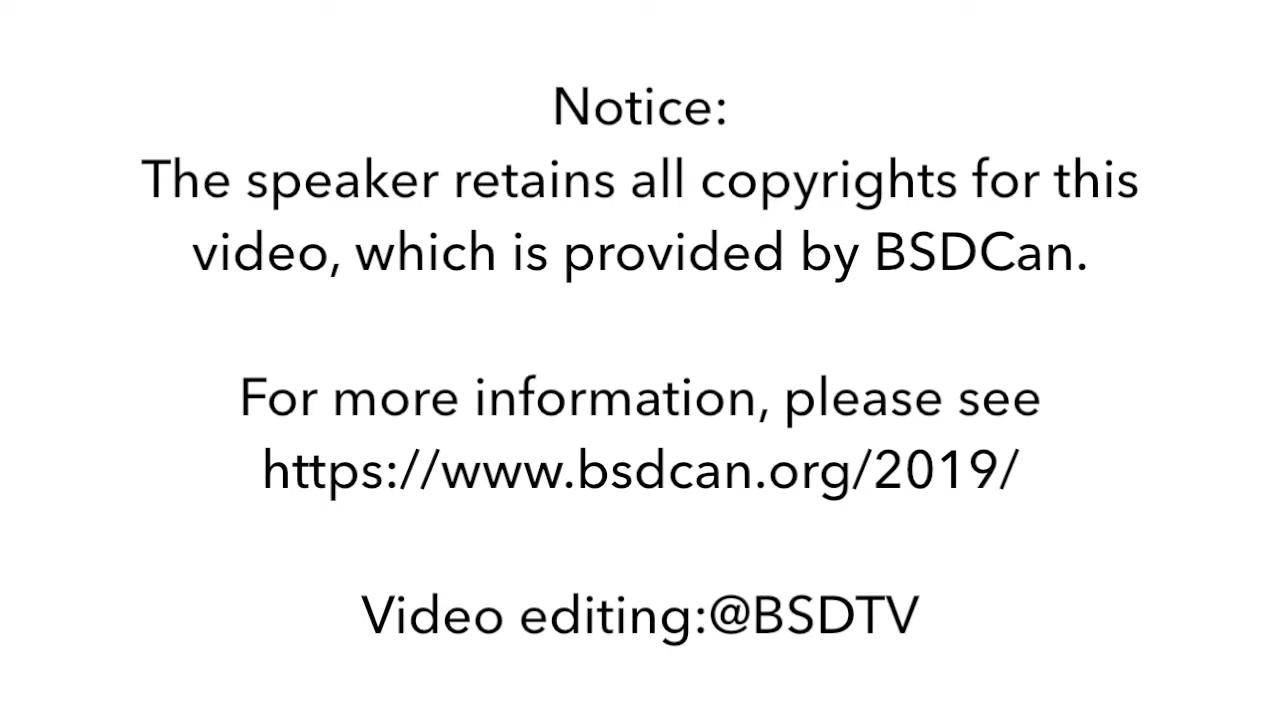 Notice:
The speaker retains all copyrights for this
video, which is provided by BSDCan.
For more information, please see
https://www.bsdcan.org/2019/
Video editing:@BSDTV